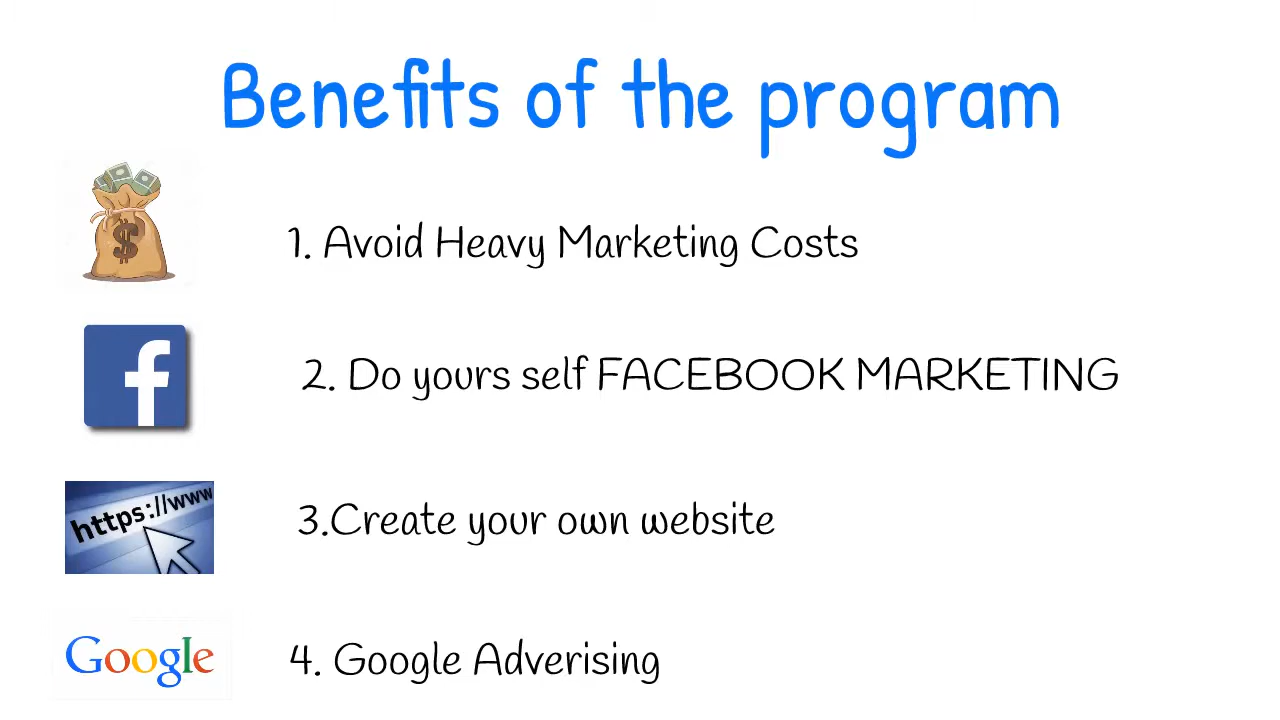 Benefits of the program
$
1. Avoid Heavy Marketing Costs
f
2. Do yours self FACEBOOK MARKETING
https://www
3.Create your own website
Google
4. Google Adverising